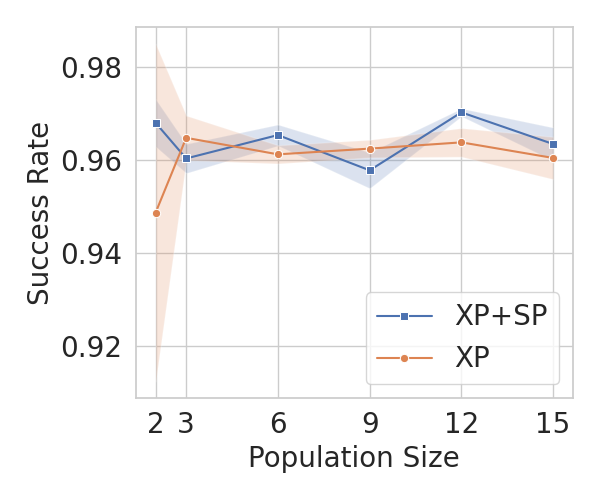 Success Rate
0.98
0.96
0.94
0.92
XP+SP
XP
2 3 6 9 12 15
Population Size